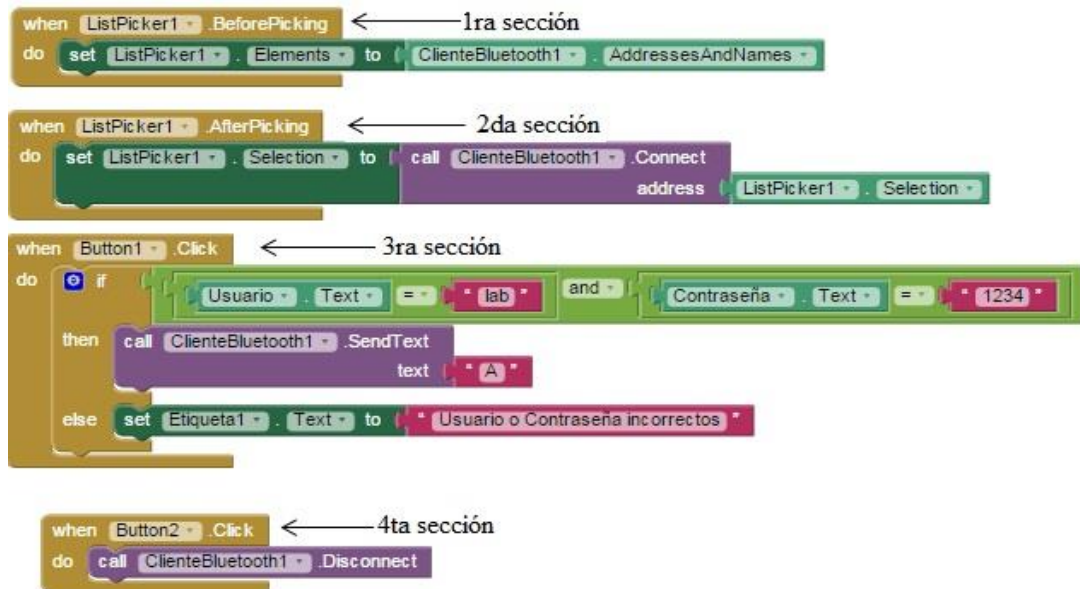 when ListPicker1 .BeforePicking 1ra sección
do set ListPicker1 . Elements to ClienteBluetooth1 . AddressesAndNames
when ListPicker1 .AfterPicking 2da sección
do set ListPicker1 . Selection to call ClienteBluetooth1 .Connect
address ListPicker1 . Selection
when Button1 .Click 3ra sección
do if Usuario . Text = " lab " and Contraseña . Text = " 1234 "
then call ClienteBluetooth1 .SendText
text " A "
else set Etiqueta1 . Text to " Usuario o Contraseña incorrectos "
when Button2 .Click 4ta sección
do call ClienteBluetooth1 .Disconnect